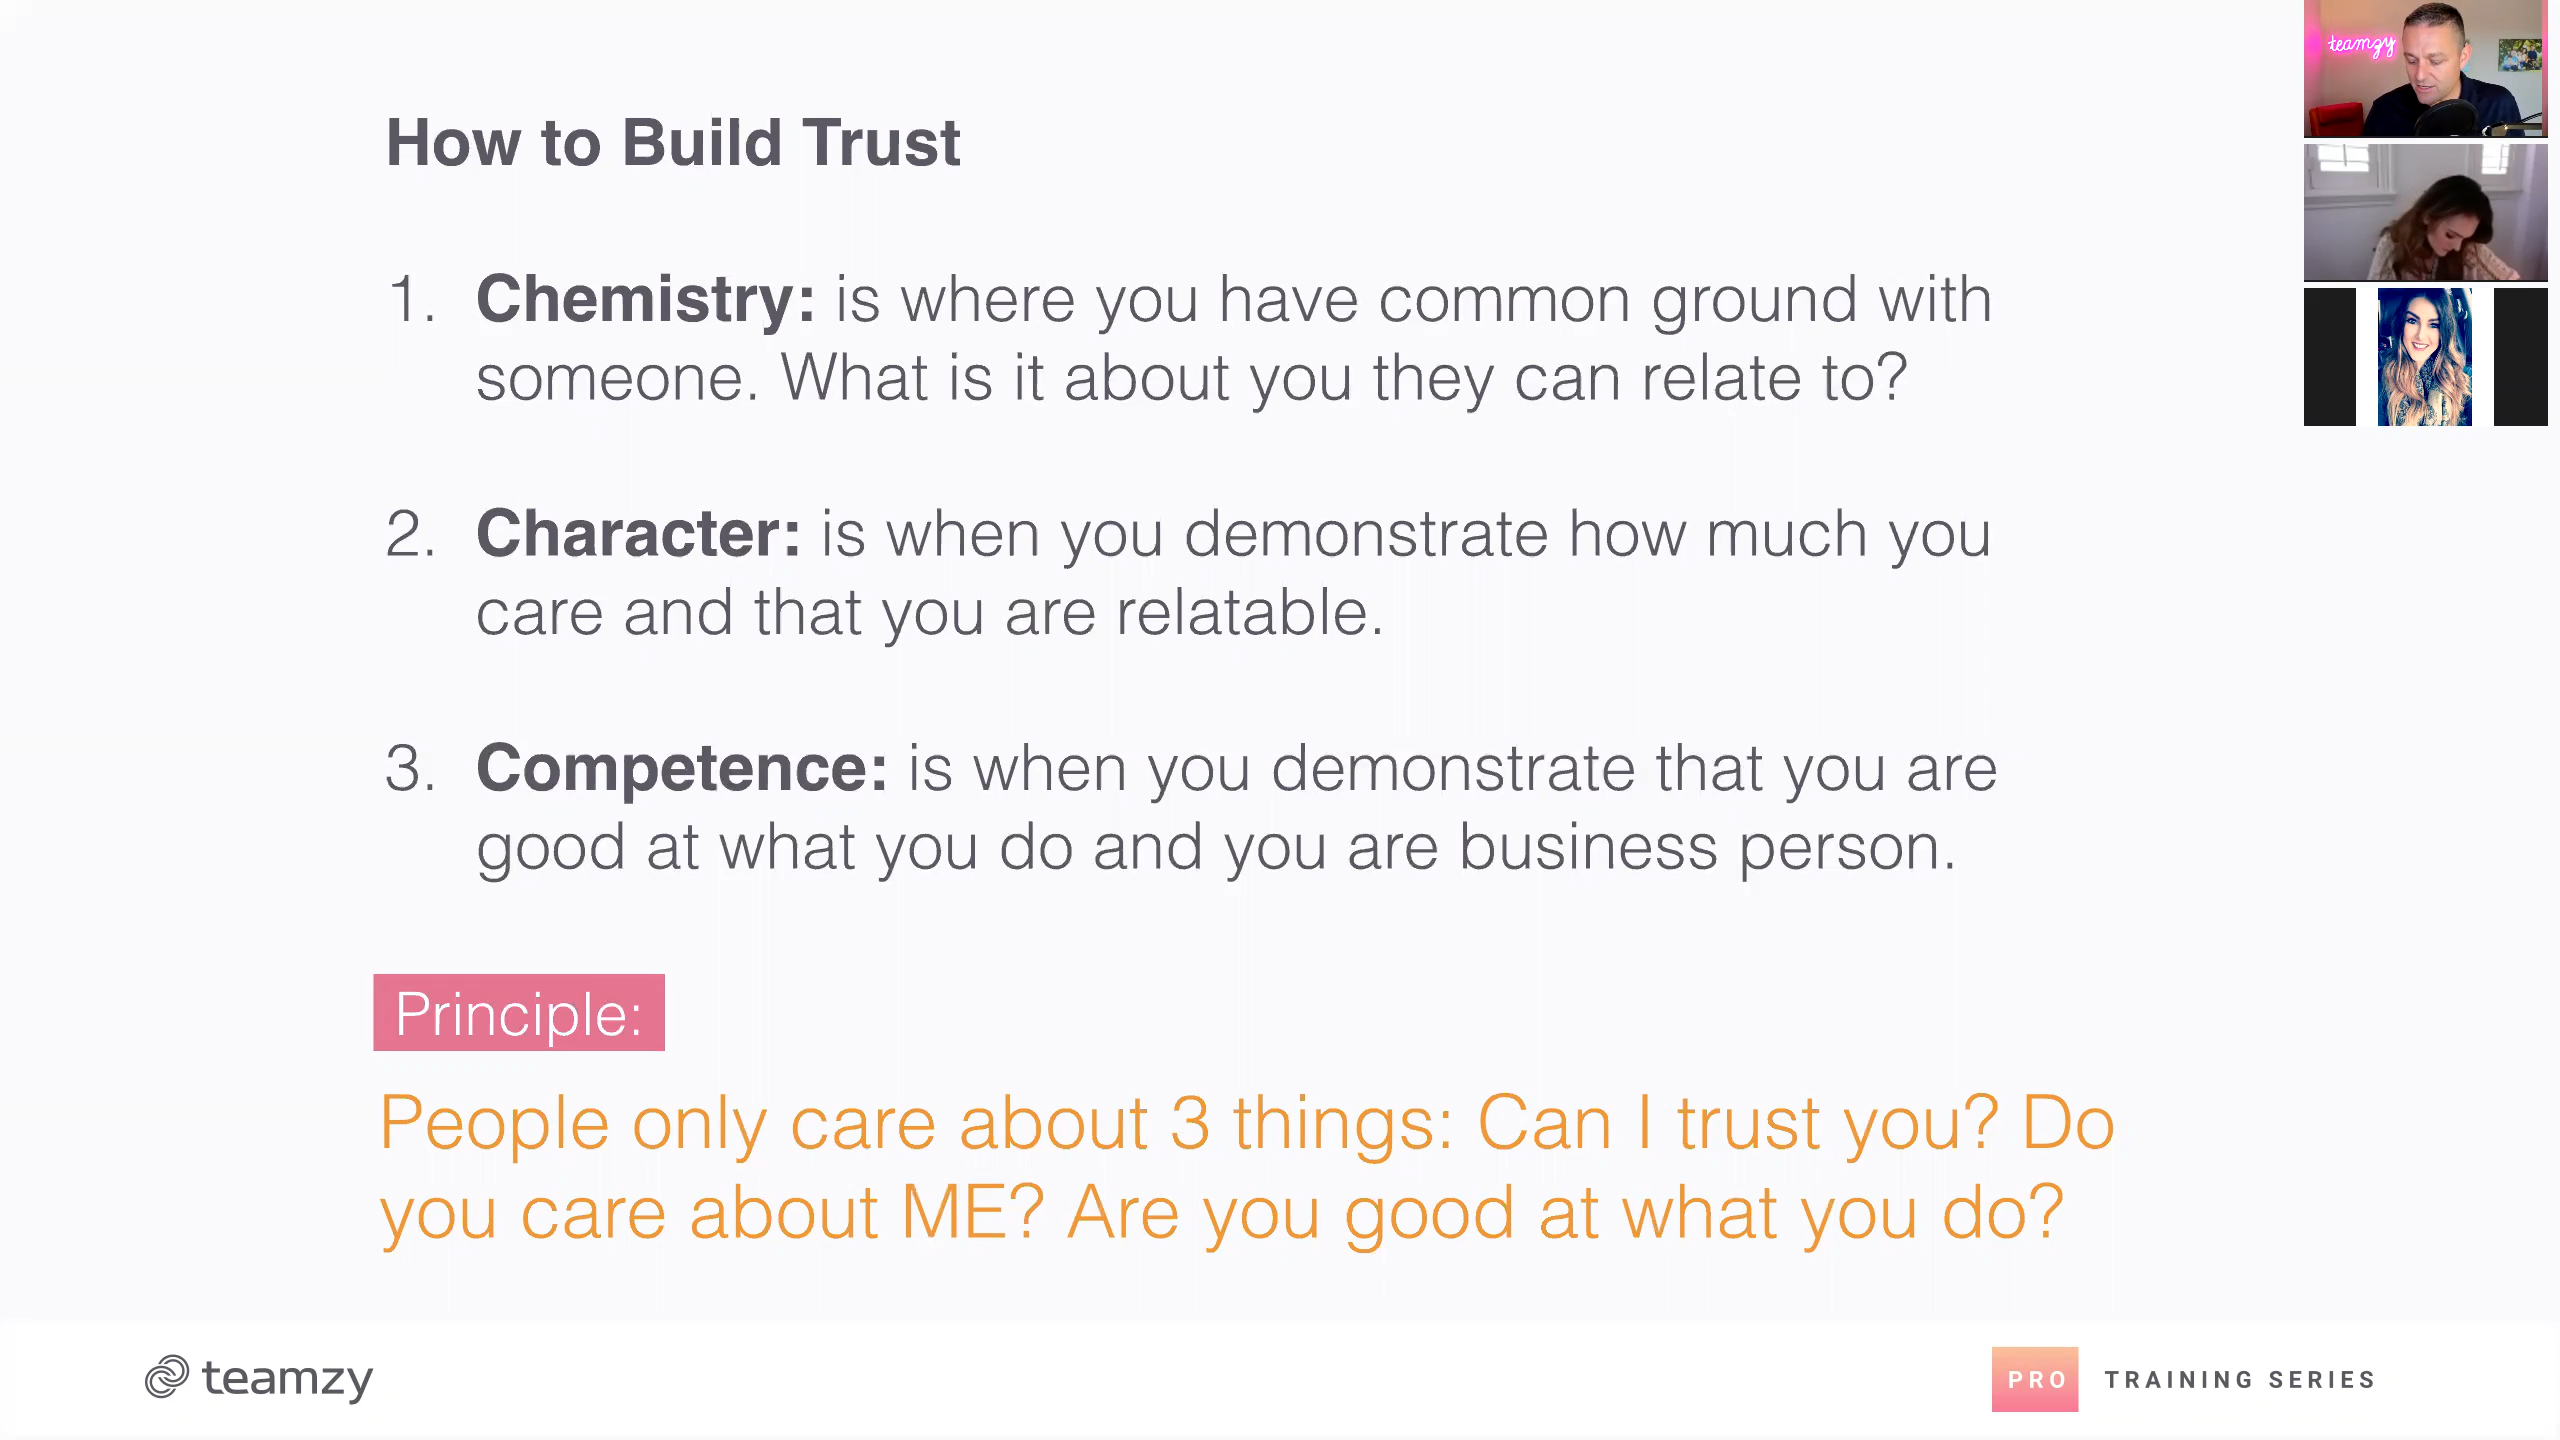 teamzy
How to Build Trust
1. Chemistry: is where you have common ground with
someone. What is it about you they can relate to?
2. Character: is when you demonstrate how much you
care and that you are relatable.
3. Competence: is when you demonstrate that you are
good at what you do and you are business person.
Principle:
People only care about 3 things: Can I trust you? Do
you care about ME? Are you good at what you do?
teamzy
PRO TRAINING SERIES